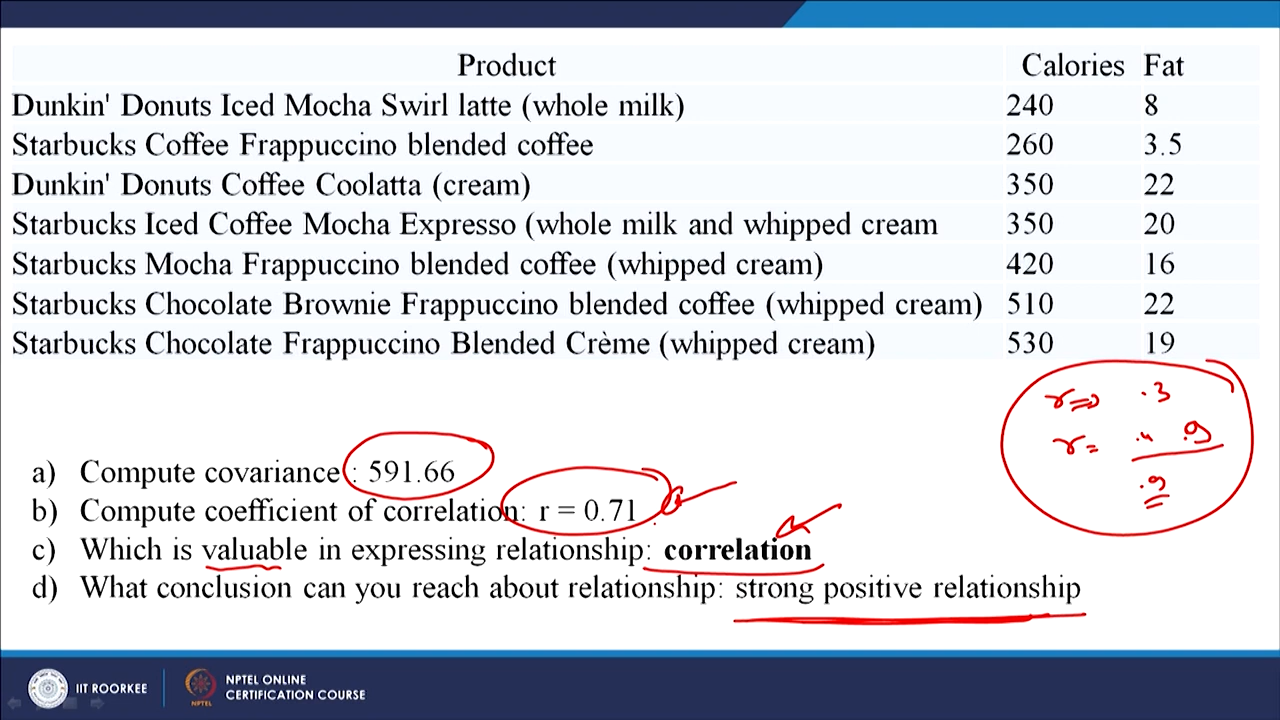 Product Calories Fat
Dunkin' Donuts Iced Mocha Swirl latte (whole milk) 240 8
Starbucks Coffee Frappuccino blended coffee 260 3.5
Dunkin' Donuts Coffee Coolatta (cream) 350 22
Starbucks Iced Coffee Mocha Expresso (whole milk and whipped cream 350 20
Starbucks Mocha Frappuccino blended coffee (whipped cream) 420 16
Starbucks Chocolate Brownie Frappuccino blended coffee (whipped cream) 510 22
Starbucks Chocolate Frappuccino Blended Crème (whipped cream) 530 19
r => .3
r = .4 .9
.9
a) Compute covariance : 591.66
b) Compute coefficient of correlation: r = 0.71 .
c) Which is valuable in expressing relationship: correlation
d) What conclusion can you reach about relationship: strong positive relationship
IIT ROORKEE
NPTEL
NPTEL ONLINE
CERTIFICATION COURSE